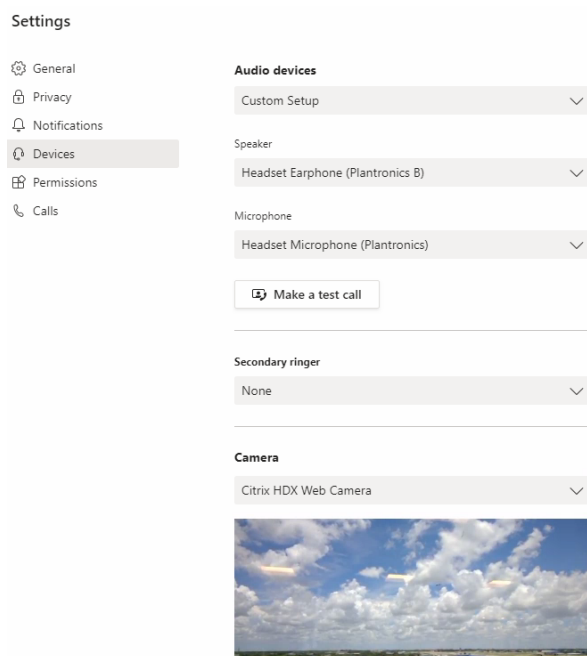 Settings
General
Privacy
Notifications
Devices
Permissions
Calls
Audio devices
Custom Setup
Speaker
Headset Earphone (Plantronics B)
Microphone
Headset Microphone (Plantronics)
Make a test call
Secondary ringer
None
Camera
Citrix HDX Web Camera